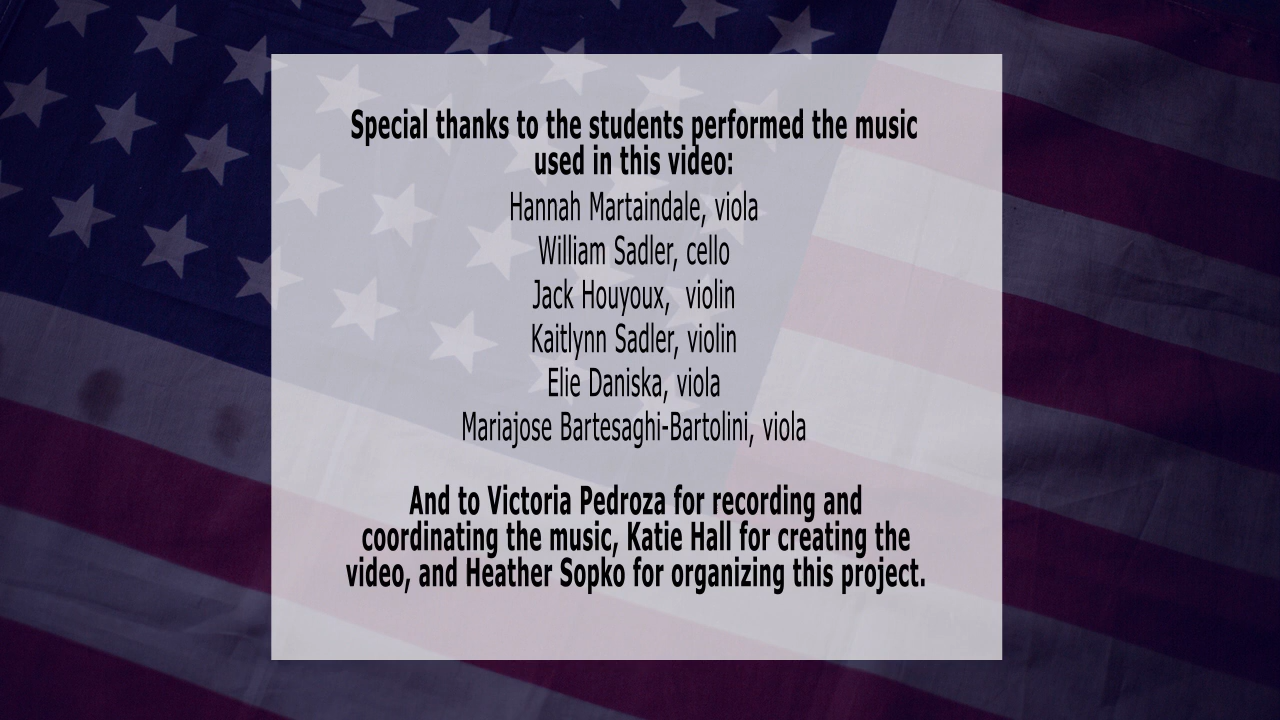 Special thanks to the students performed the music
used in this video:
Hannah Martaindale, viola
William Sadler, cello
Jack Houyoux,  violin
Kaitlynn Sadler, violin
Elie Daniska, viola
Mariajose Bartesaghi-Bartolini, viola
And to Victoria Pedroza for recording and
coordinating the music, Katie Hall for creating the
video, and Heather Sopko for organizing this project.